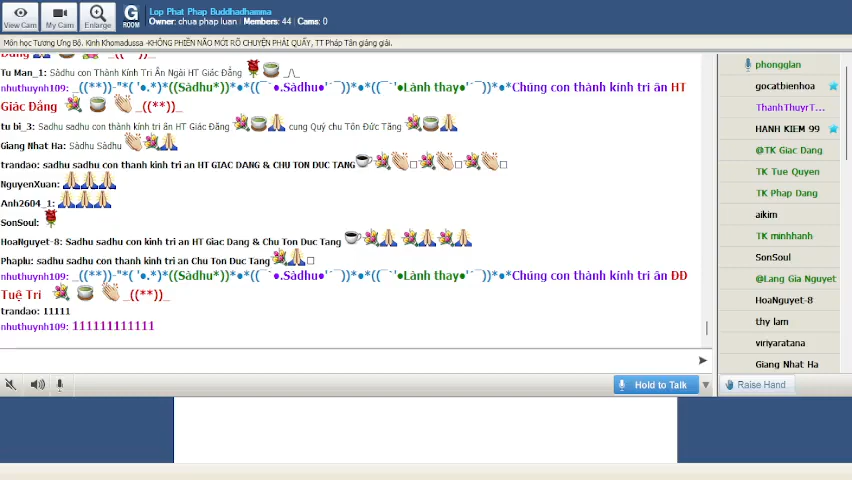 Lop Phat Phap Buddhadhamma
Owner: chua phap luan | Members: 44 | Cams: 0
View Cam
My Cam
Enlarge
G
ROOM
Môn học Tương Ưng Bộ. Kinh Khomadussa -KHÔNG PHIỀN NÃO MỚI RÕ CHUYỆN PHẢI QUẤY, TT Pháp Tân giảng giải.
Tu Man_1: Sàdhu con Thành Kính Tri Ân Ngài HT Giác Đẳng _/\_
nhuthuynh109: _((**))-"*( '●.*)*((Sàdhu*))*●*((¯`●.Sàdhu●'´¯))*●*((¯`'●Lành thay●'´¯))*●*Chúng con thành kính tri ân HT
Giác Đẳng _((**))_
tu bi_3: Sadhu sadhu con thành kính tri ân HT Giác Đẳng cung Quý chu Tôn Đức Tăng
Giang Nhat Ha: Sàdhu Sàdhu
trandao: sadhu sadhu con thanh kinh tri an HT GIAC DANG & CHU TON DUC TANG
NguyenXuan:
Anh2604_1:
SonSoul:
HoaNguyet-8: Sadhu sadhu con kinh tri an HT Giac Dang & Chu Ton Duc Tang
Phaplu: sadhu sadhu con thanh kinh tri an Chu Ton Duc Tang
nhuthuynh109: _((**))-"*( '●.*)*((Sàdhu*))*●*((¯`●.Sàdhu●'´¯))*●*((¯`'●Lành thay●'´¯))*●*Chúng con thành kính tri ân ĐĐ
Tuệ Tri _((**))_
trandao: 11111
nhuthuynh109: 111111111111
Hold to Talk
phonggian
gocatbienhoa
ThanhThuyrT...
HANH KIEM 99
@TK Giac Dang
TK Tue Quyen
TK Phap Dang
aikim
TK minhhanh
SonSoul
@Lang Gia Nguyet
HoaNguyet-8
thy lam
viriyaratana
Giang Nhat Ha
Raise Hand